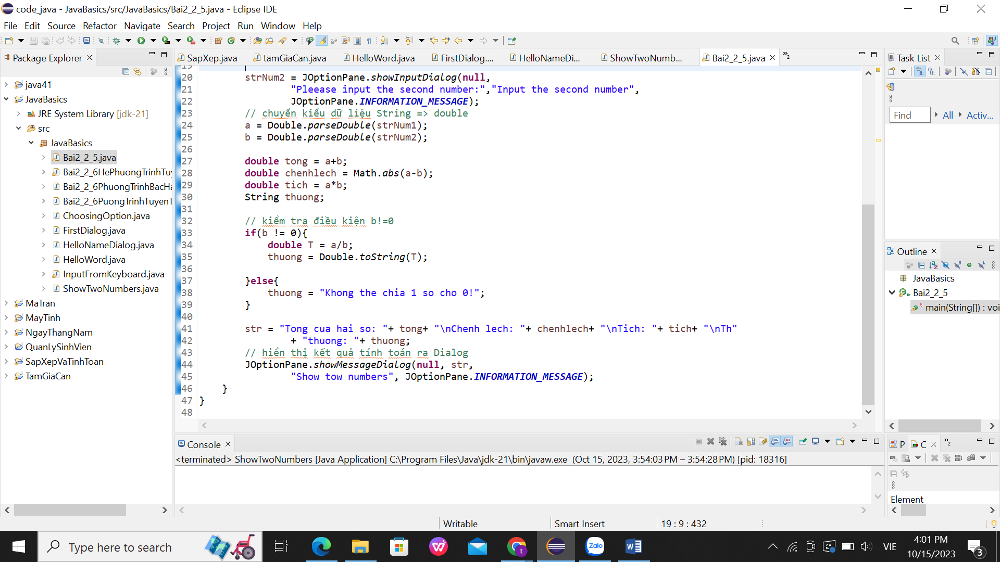 code_java - JavaBasics/src/JavaBasics/Bai2_2_5.java - Eclipse IDE
File Edit Source Refactor Navigate Search Project Run Window Help
Package Explorer
java41
JavaBasics
JRE System Library [jdk-21]
src
JavaBasics
Bai2_2_5.java
Bai2_2_6HePhuongTrinhTuy
Bai2_2_6PhuongTrinhBacHa
Bai2_2_6PuongTrinhTuyenT
ChoosingOption.java
FirstDialog.java
HelloNameDialog.java
HelloWord.java
InputFromKeyboard.java
ShowTwoNumbers.java
MaTran
MayTinh
NgayThangNam
QuanLySinhVien
SapXepVaTinhToan
TamGiaCan
SapXep.java tamGiaCan.java HelloWord.java FirstDialog.... HelloNameDi... ShowTwoNumb... Bai2_2_5.java »2
19
20 strNum2 = JOptionPane.showInputDialog(null,
21 "Pleease input the second number:","Input the second number",
22 JOptionPane.INFORMATION_MESSAGE);
23 // chuyển kiểu dữ liệu String => double
24 a = Double.parseDouble(strNum1);
25 b = Double.parseDouble(strNum2);
26
27 double tong = a+b;
28 double chenhlech = Math.abs(a-b);
29 double tich = a*b;
30 String thuong;
31
32 // kiểm tra điều kiện b!=0
33 if(b != 0){
34 double T = a/b;
35 thuong = Double.toString(T);
36
37 }else{
38 thuong = "Khong the chia 1 so cho 0!";
39 }
40
41 str = "Tong cua hai so: "+ tong+ "\nChenh lech: "+ chenhlech+ "\nTich: "+ tich+ "\nTh"
42 + "thuong: "+ thuong;
43 // hiển thị kết quả tính toán ra Dialog
44 JOptionPane.showMessageDialog(null, str,
45 "Show tow numbers", JOptionPane.INFORMATION_MESSAGE);
46 }
47 }
48
Console
<terminated> ShowTwoNumbers [Java Application] C:\Program Files\Java\jdk-21\bin\javaw.exe (Oct 15, 2023, 3:54:03 PM – 3:54:28 PM) [pid: 18316]
Task List
Find All Activ...
Outline
JavaBasics
Bai2_2_5
main(String[]) : voi
P C »2
Element
Writable Smart Insert 19 : 9 : 432
Type here to search
Zalo
VIE
4:01 PM
10/15/2023
3